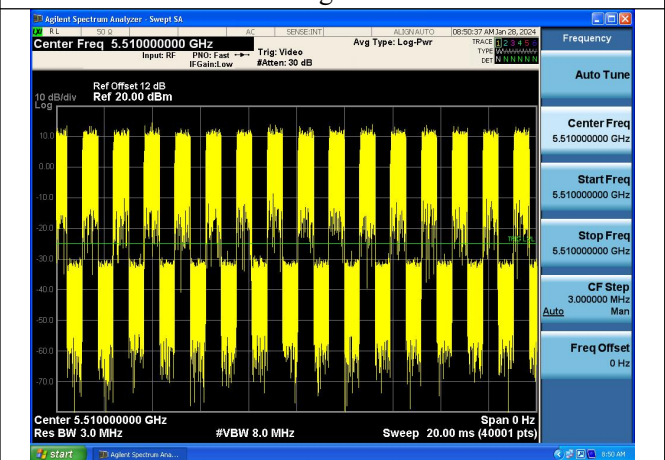 Agilent Spectrum Analyzer - Swept SA
RL 50 Ω AC SENSE:INT ALIGN AUTO 08:50:37 AM Jan 28, 2024
Center Freq 5.510000000 GHz
Input: RF PNO: Fast Trig: Video Avg Type: Log-Pwr TRACE 1 2 3 4 5 6
IFGain:Low #Atten: 30 dB TYPE
DET N N N N N N
Ref Offset 12 dB
10 dB/div Ref 20.00 dBm
Log
10.0
0.00
-10.0
-20.0
TRIG LVL
-30.0
-40.0
-50.0
-60.0
-70.0
Center 5.510000000 GHz Span 0 Hz
Res BW 3.0 MHz #VBW 8.0 MHz Sweep 20.00 ms (40001 pts)
Frequency
Auto Tune
Center Freq
5.510000000 GHz
Start Freq
5.510000000 GHz
Stop Freq
5.510000000 GHz
CF Step
3.000000 MHz
Auto Man
Freq Offset
0 Hz
start Agilent Spectrum Ana... 8:50 AM